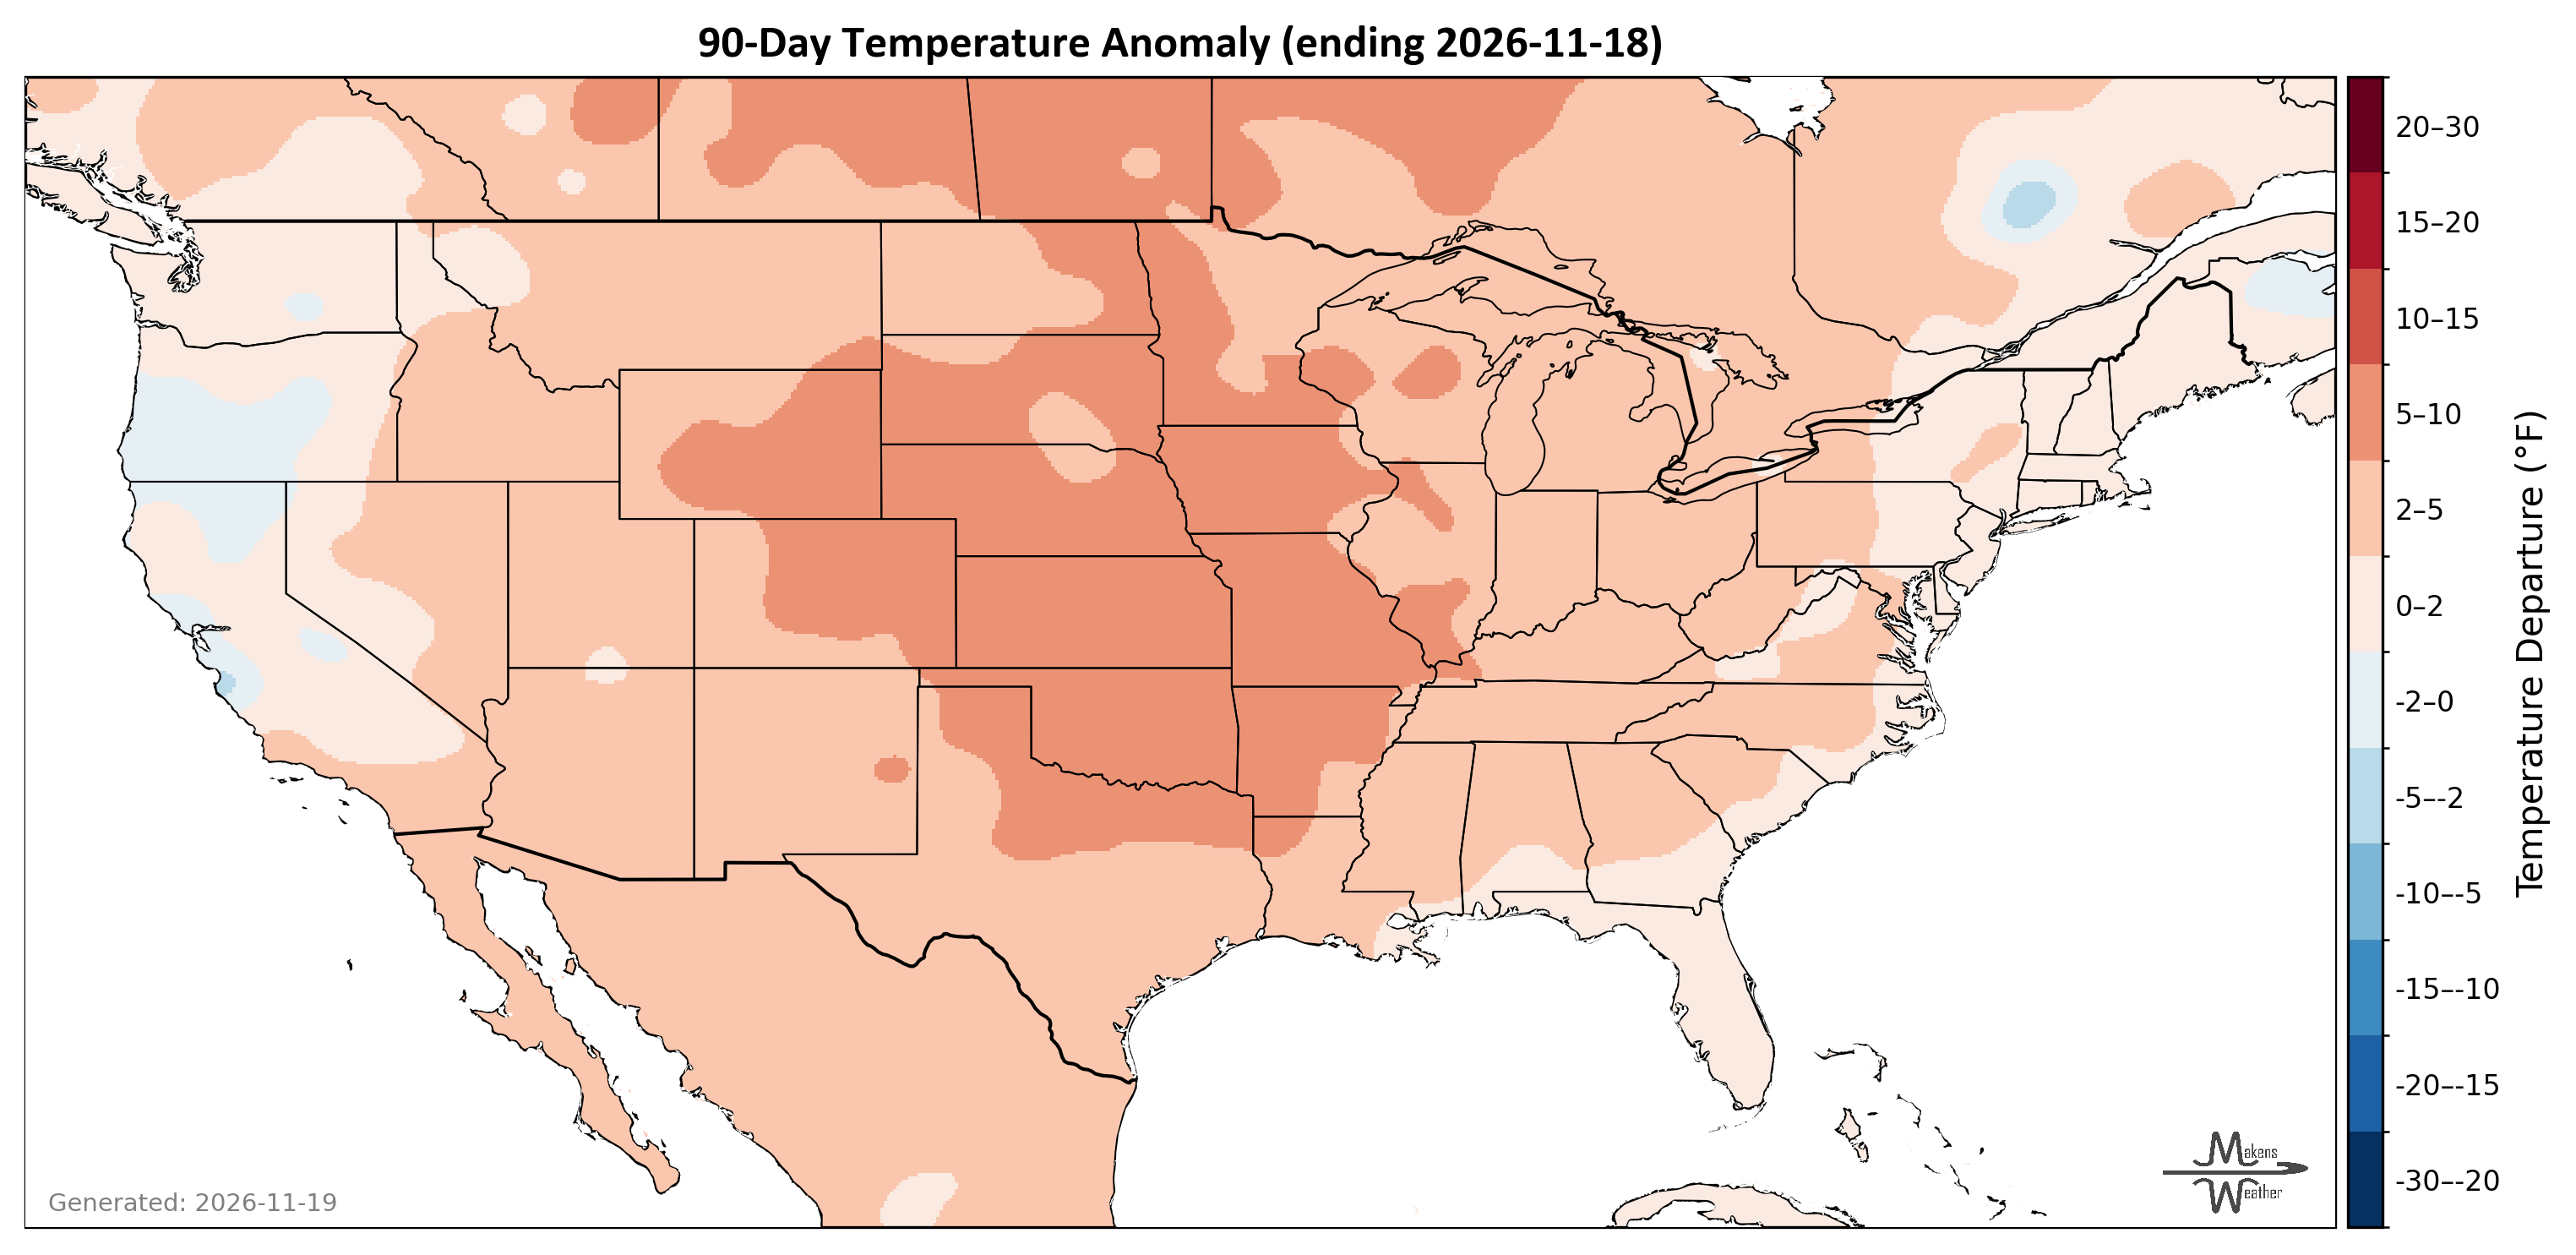 90-Day Temperature Anomaly (ending 2026-11-18)
20–30
15–20
10–15
5–10
2–5
0–2
-2–0
-5–-2
-10–-5
-15–-10
-20–-15
-30–-20
Temperature Departure (°F)
Generated: 2026-11-19
Makens
Weather